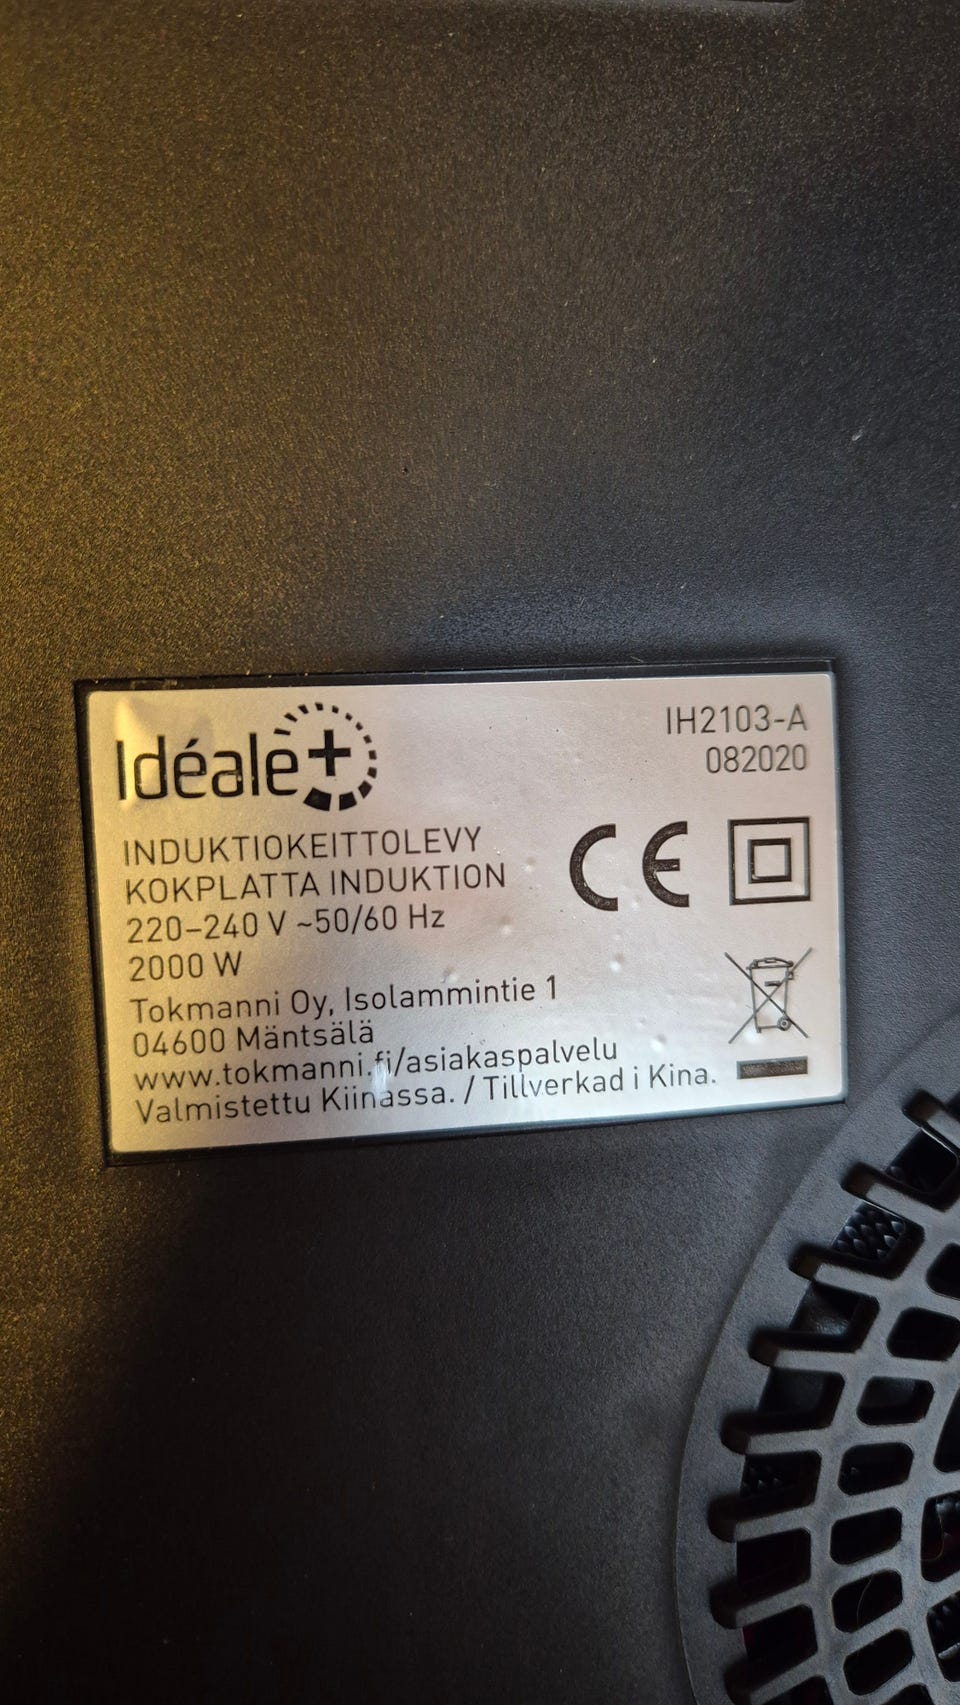 Idéale+
IH2103-A
082020
INDUKTIOKEITTOLEVY
KOKPLATTA INDUKTION
220–240 V ~50/60 Hz
2000 W
CE
Tokmanni Oy, Isolammintie 1
04600 Mäntsälä
www.tokmanni.fi/asiakaspalvelu
Valmistettu Kiinassa. / Tillverkad i Kina.